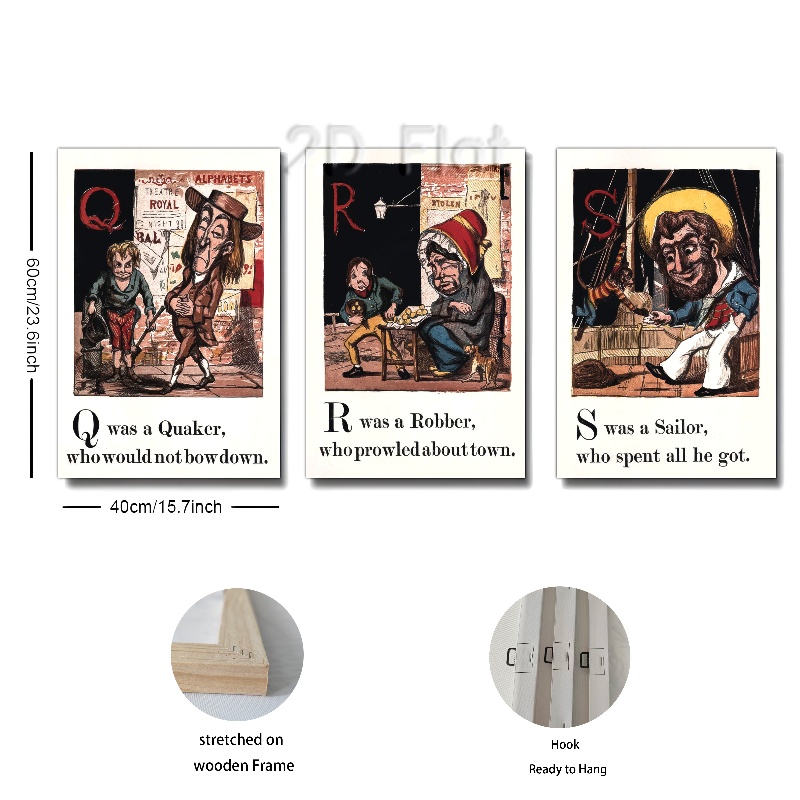 2D Flat
Q
ALPHABETS
THEATRE
ROYAL
BAL
R
STOLEN
S
60cm/23.6inch
Q was a Quaker,
who would not bow down.
R was a Robber,
who prowled about town.
S was a Sailor,
who spent all he got.
40cm/15.7inch
stretched on
wooden Frame
Hook
Ready to Hang